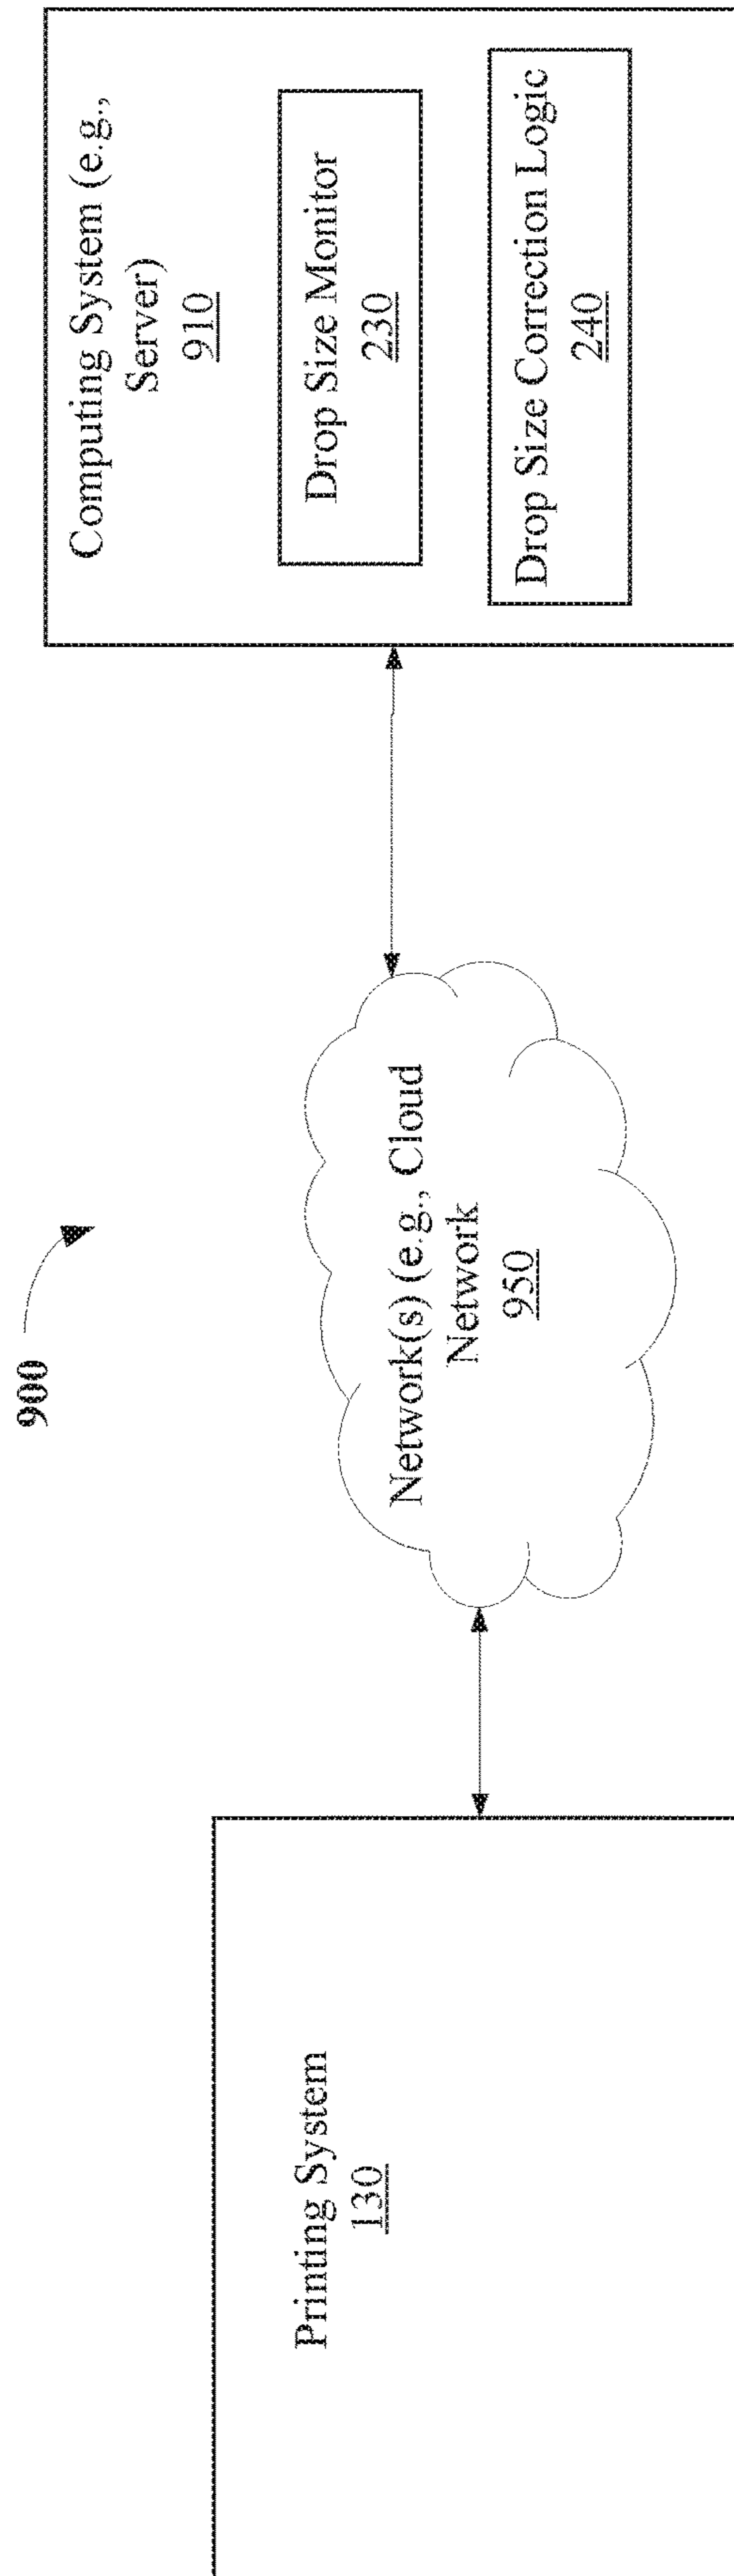 900
Computing System (e.g.,
Server)
910
Drop Size Monitor
230
Drop Size Correction Logic
240
Network(s) (e.g., Cloud
Network
950
Printing System
130